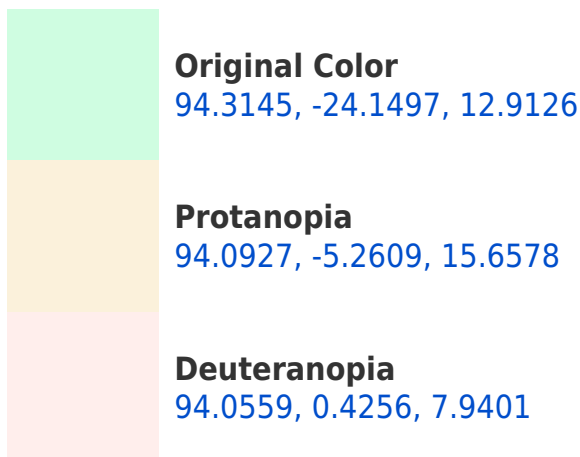 Original Color
94.3145, -24.1497, 12.9126
Protanopia
94.0927, -5.2609, 15.6578
Deuteranopia
94.0559, 0.4256, 7.9401